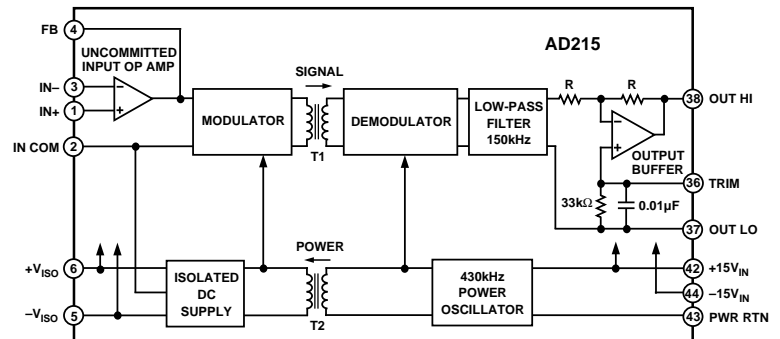 FB
4
AD215
UNCOMMITTED
INPUT OP AMP
SIGNAL
IN–
3
−
IN+
1
+
R
R
38
OUT HI
MODULATOR
DEMODULATOR
LOW-PASS
FILTER
150kHz
−
+
IN COM
2
T1
OUTPUT
BUFFER
36
TRIM
33kΩ
0.01µF
37
OUT LO
POWER
+VISO
6
42
+15VIN
ISOLATED
DC
SUPPLY
430kHz
POWER
OSCILLATOR
44
–15VIN
–VISO
5
T2
43
PWR RTN